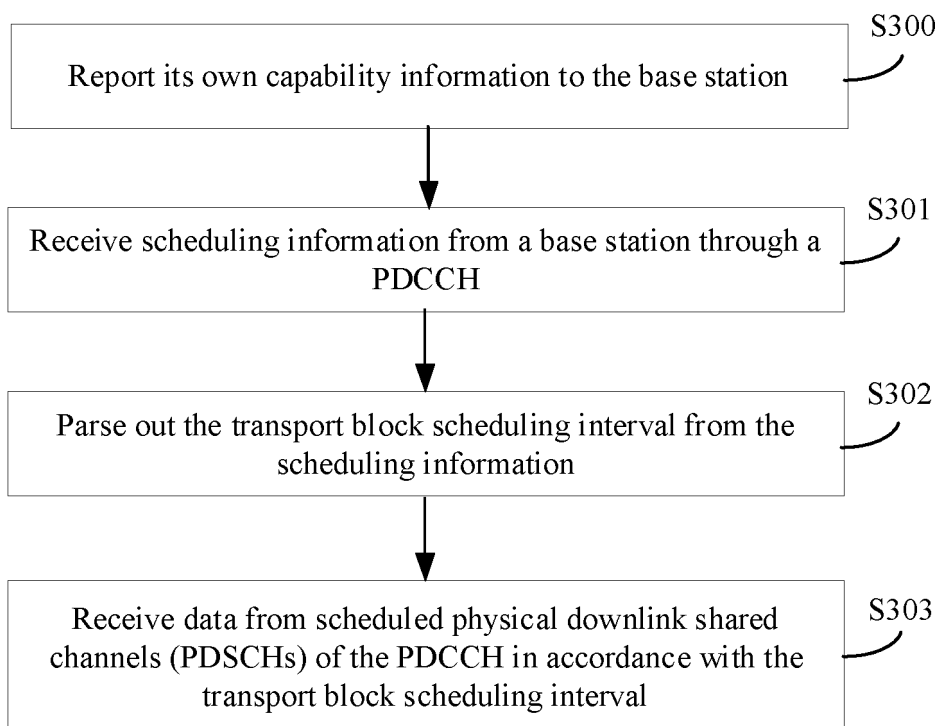 S300
Report its own capability information to the base station
S301
Receive scheduling information from a base station through a
PDCCH
S302
Parse out the transport block scheduling interval from the
scheduling information
S303
Receive data from scheduled physical downlink shared
channels (PDSCHs) of the PDCCH in accordance with the
transport block scheduling interval